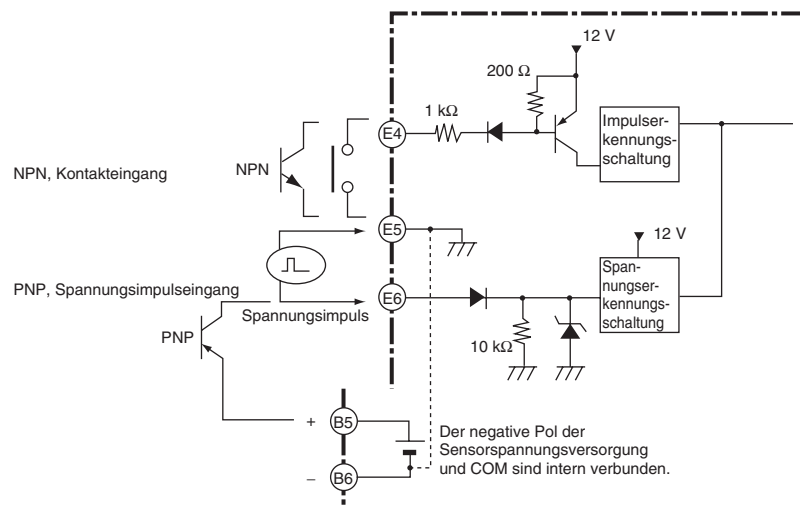 12 V
200 Ω
1 kΩ
E4
Impulser-
kennungs-
schaltung
NPN
NPN, Kontakteingang
E5
12 V
PNP, Spannungsimpulseingang
E6
Span-
nungser-
kennungs-
schaltung
Spannungsimpuls
PNP
10 kΩ
+
B5
Der negative Pol der
Sensorspannungsversorgung
und COM sind intern verbunden.
–
B6